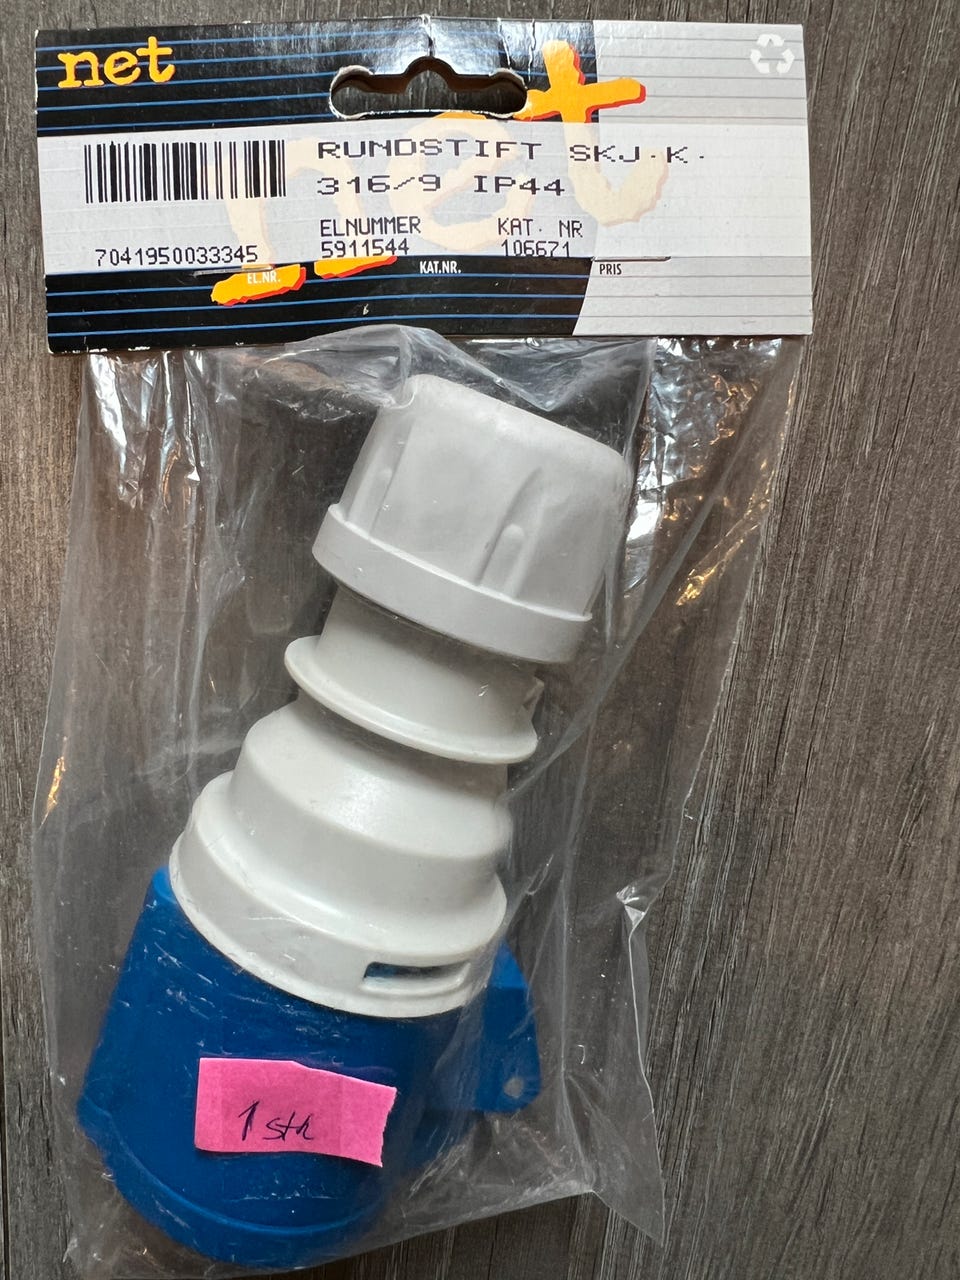 net
net
RUNDSTIFT SKJ.K.
316/9 IP44
ELNUMMER KAT. NR
7041950033345 5911544 106671
EL.NR. KAT.NR. PRIS
1 stk